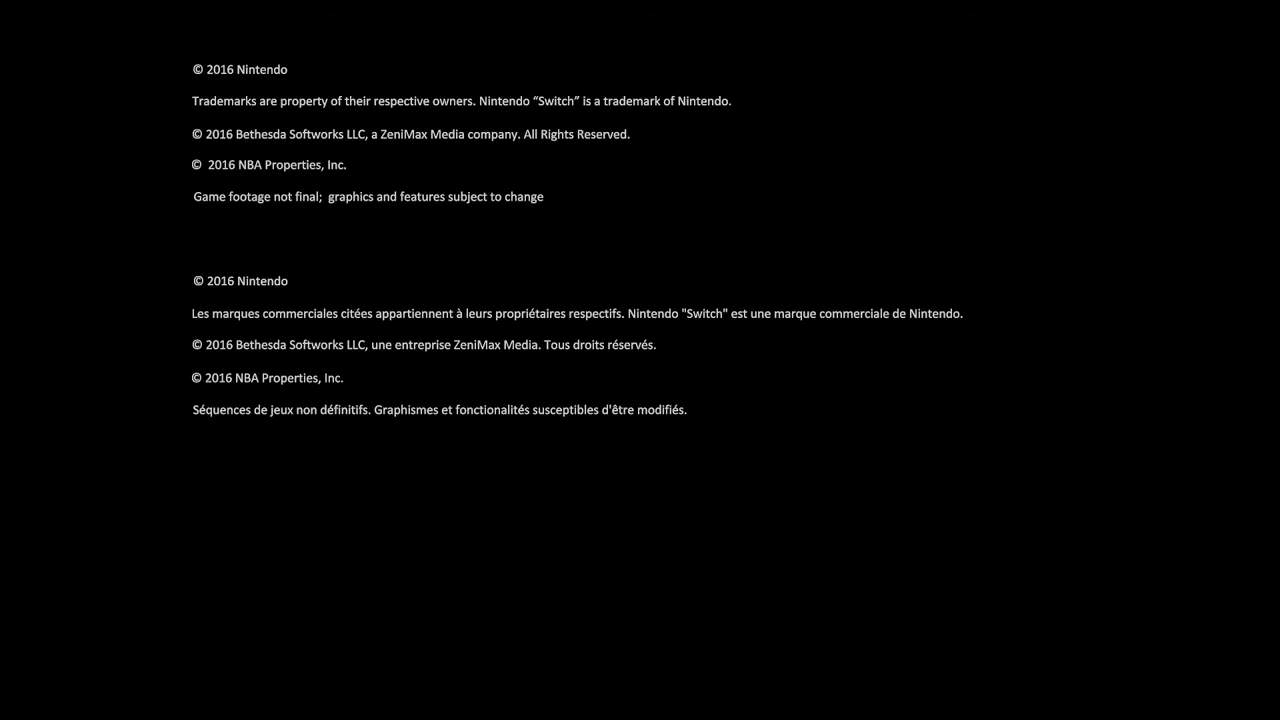 © 2016 Nintendo
Trademarks are property of their respective owners. Nintendo “Switch” is a trademark of Nintendo.
© 2016 Bethesda Softworks LLC, a ZeniMax Media company. All Rights Reserved.
©  2016 NBA Properties, Inc.
Game footage not final;  graphics and features subject to change
© 2016 Nintendo
Les marques commerciales citées appartiennent à leurs propriétaires respectifs. Nintendo "Switch" est une marque commerciale de Nintendo.
© 2016 Bethesda Softworks LLC, une entreprise ZeniMax Media. Tous droits réservés.
© 2016 NBA Properties, Inc.
Séquences de jeux non définitifs. Graphismes et fonctionalités susceptibles d'être modifiés.